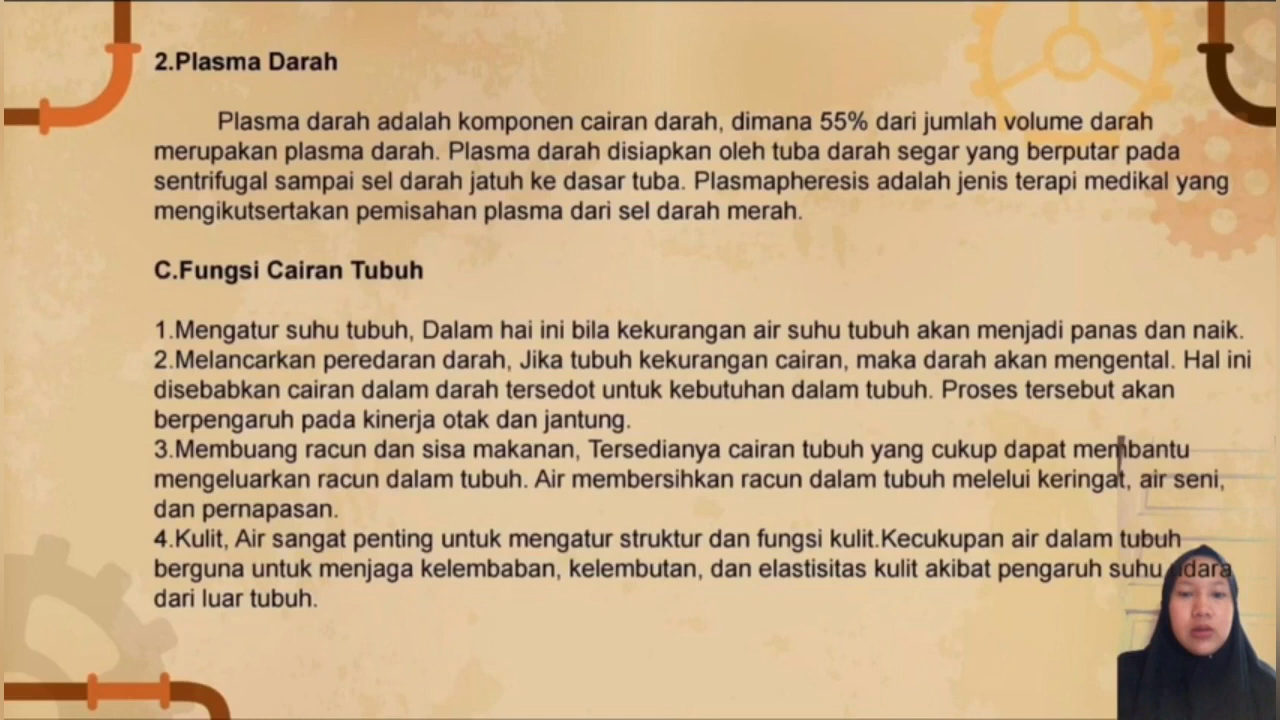 2.Plasma Darah
Plasma darah adalah komponen cairan darah, dimana 55% dari jumlah volume darah
merupakan plasma darah. Plasma darah disiapkan oleh tuba darah segar yang berputar pada
sentrifugal sampai sel darah jatuh ke dasar tuba. Plasmapheresis adalah jenis terapi medikal yang
mengikutsertakan pemisahan plasma dari sel darah merah.
C.Fungsi Cairan Tubuh
1.Mengatur suhu tubuh, Dalam hai ini bila kekurangan air suhu tubuh akan menjadi panas dan naik.
2.Melancarkan peredaran darah, Jika tubuh kekurangan cairan, maka darah akan mengental. Hal ini
disebabkan cairan dalam darah tersedot untuk kebutuhan dalam tubuh. Proses tersebut akan
berpengaruh pada kinerja otak dan jantung.
3.Membuang racun dan sisa makanan, Tersedianya cairan tubuh yang cukup dapat membantu
mengeluarkan racun dalam tubuh. Air membersihkan racun dalam tubuh melelui keringat, air seni,
dan pernapasan.
4.Kulit, Air sangat penting untuk mengatur struktur dan fungsi kulit.Kecukupan air dalam tubuh
berguna untuk menjaga kelembaban, kelembutan, dan elastisitas kulit akibat pengaruh suhu udara
dari luar tubuh.